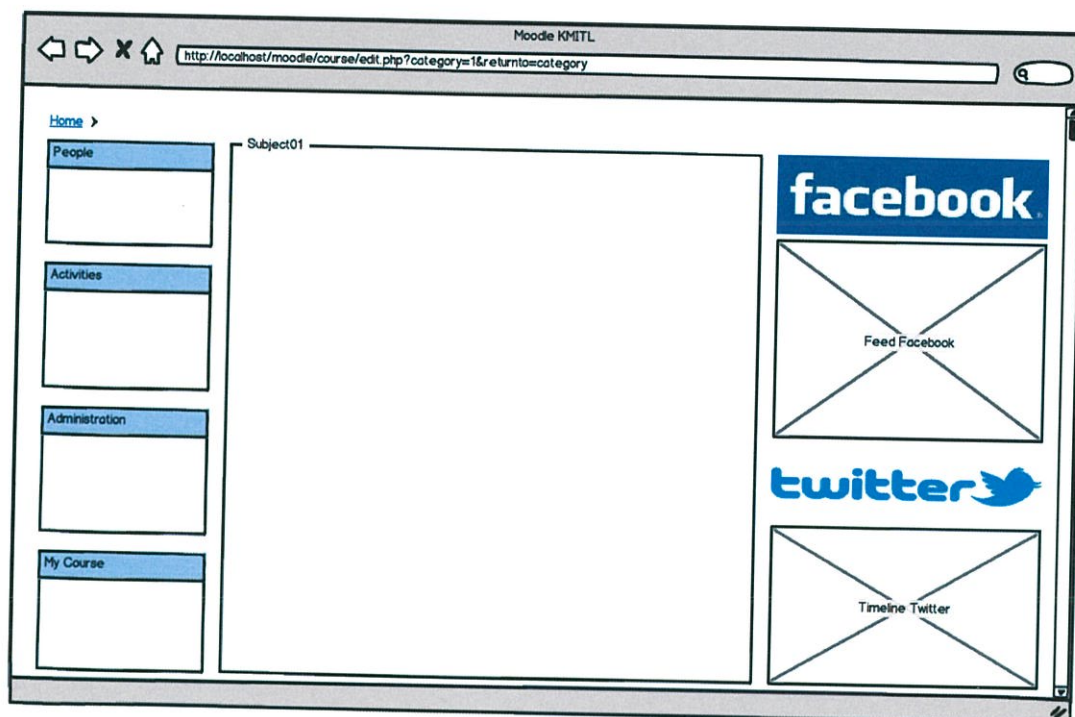 Moodle KMITL
http://localhost/moodle/course/edit.php?category=1&returnto=category
Home >
People
Activities
Administration
My Course
Subject01
facebook
Feed Facebook
twitter
Timeline Twitter